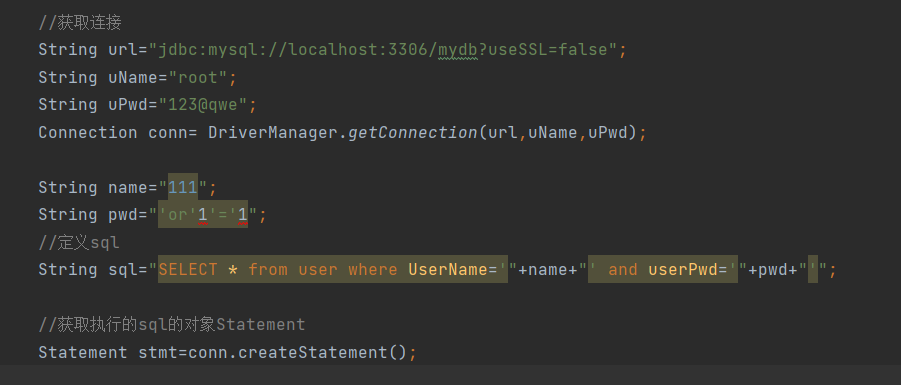 //获取连接
String url="jdbc:mysql://localhost:3306/mydb?useSSL=false";
String uName="root";
String uPwd="123@qwe";
Connection conn= DriverManager.getConnection(url,uName,uPwd);
String name="111";
String pwd="'or'1'='1";
//定义sql
String sql="SELECT * from user where UserName='"+name+"' and userPwd='"+pwd+"'";
//获取执行的sql的对象Statement
Statement stmt=conn.createStatement();